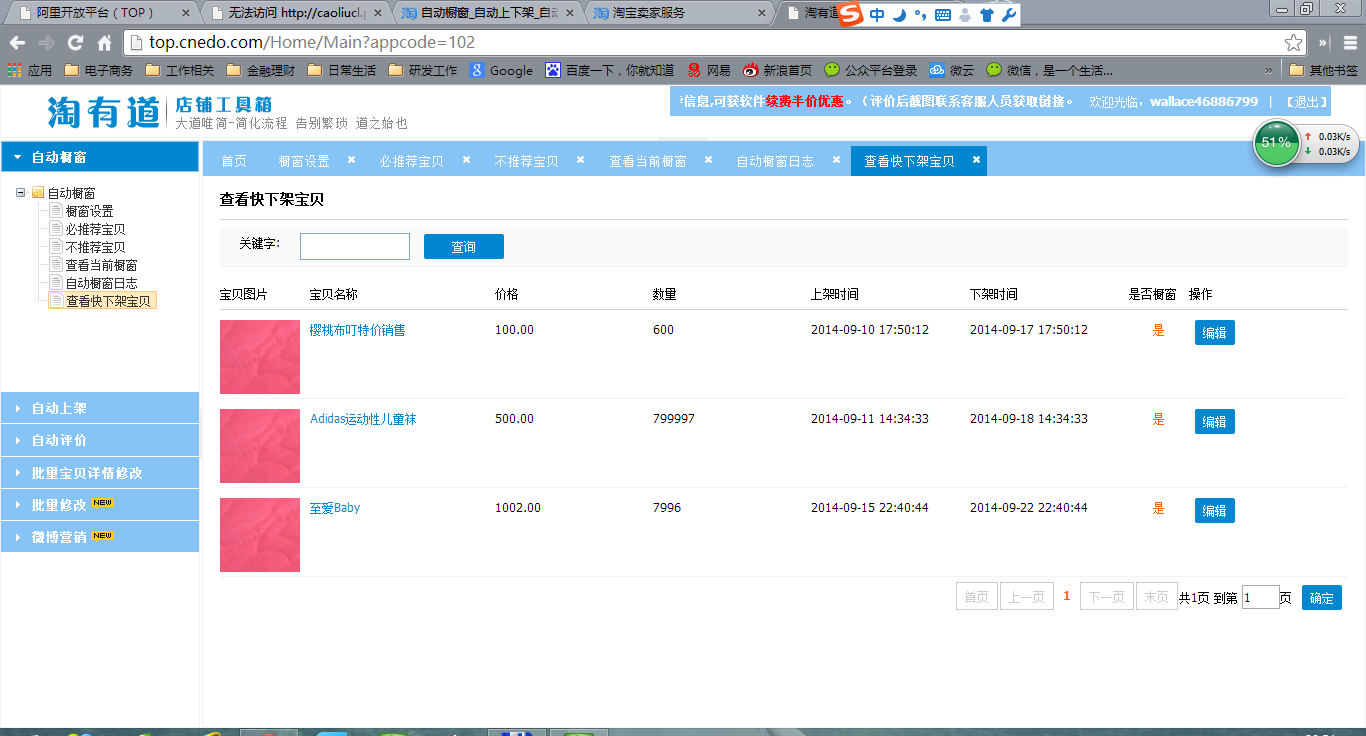 阿里开放平台（TOP）
无法访问 http://caoliucl.
自动橱窗_自动上下架_自动
淘宝卖家服务
淘有道
中
top.cnedo.com/Home/Main?appcode=102
应用 电子商务 工作相关 金融理财 日常生活 研发工作 Google 百度一下，你就知道 网易 新浪首页 公众平台登录 微云 微信，是一个生活... » 其他书签
淘有道 店铺工具箱
大道唯简-简化流程 告别繁琐 道之始也
信息,可获软件续费半价优惠。（评价后截图联系客服人员获取链接。 欢迎光临，wallace46886799 | 【退出】
51% 0.03K/s
0.03K/s
自动橱窗
首页 橱窗设置 必推荐宝贝 不推荐宝贝 查看当前橱窗 自动橱窗日志 查看快下架宝贝
自动橱窗
橱窗设置
必推荐宝贝
不推荐宝贝
查看当前橱窗
自动橱窗日志
查看快下架宝贝
自动上架
自动评价
批量宝贝详情修改
批量修改 NEW
微博营销 NEW
查看快下架宝贝
关键字： 查询
宝贝图片 宝贝名称 价格 数量 上架时间 下架时间 是否橱窗 操作
樱桃布叮特价销售 100.00 600 2014-09-10 17:50:12 2014-09-17 17:50:12 是 编辑
Adidas运动性儿童袜 500.00 799997 2014-09-11 14:34:33 2014-09-18 14:34:33 是 编辑
至爱Baby 1002.00 7996 2014-09-15 22:40:44 2014-09-22 22:40:44 是 编辑
首页 上一页 1 下一页 末页 共1页 到第 1 页 确定